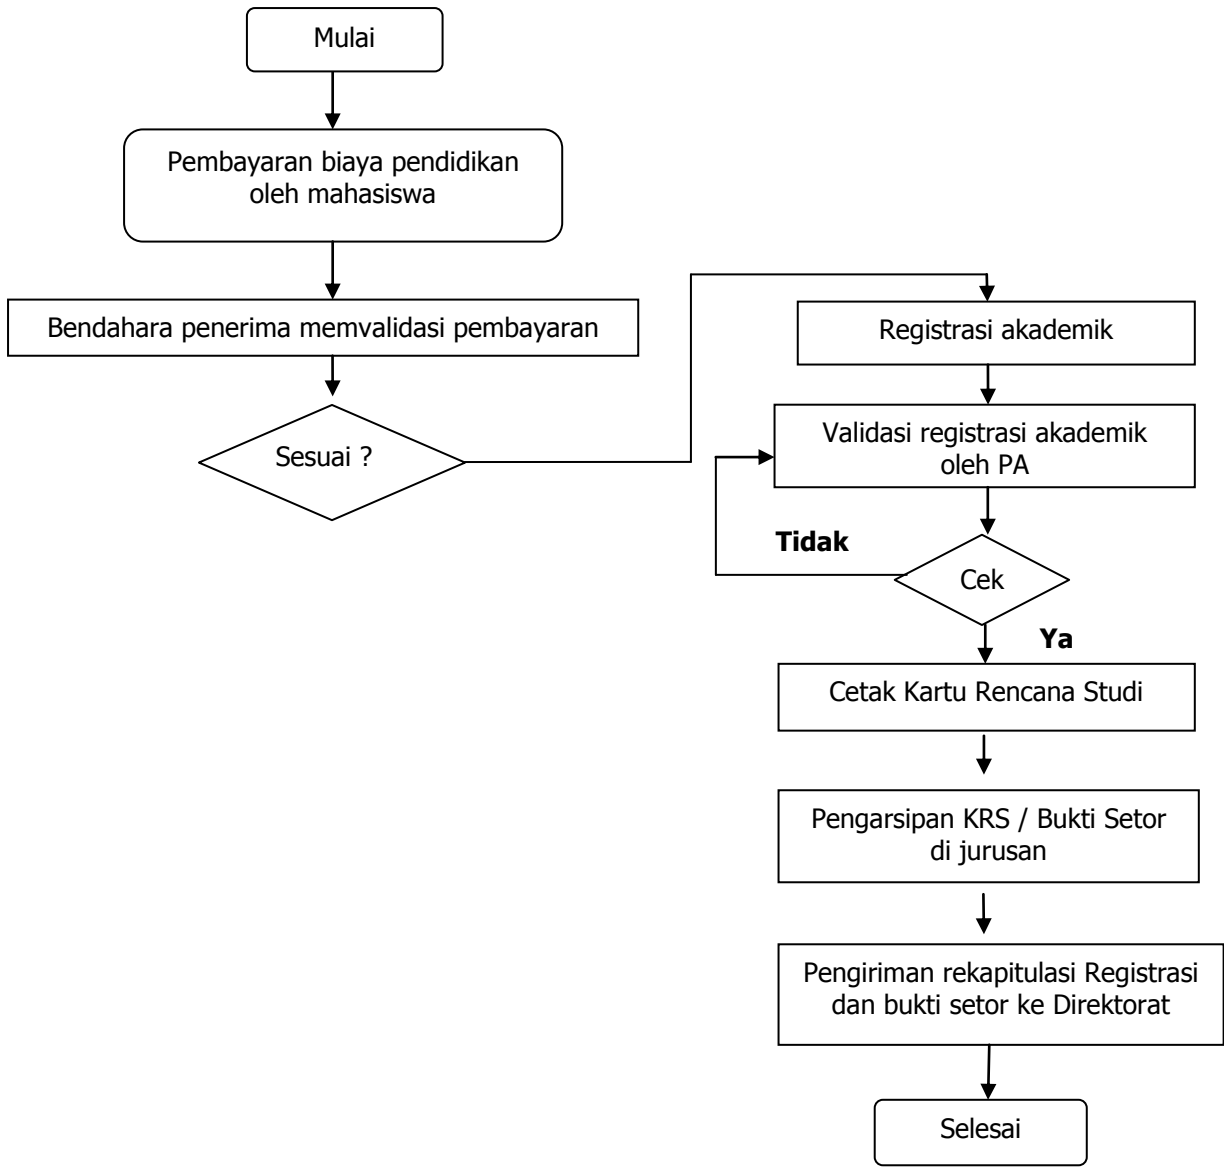 Mulai
Pembayaran biaya pendidikan
oleh mahasiswa
Bendahara penerima memvalidasi pembayaran
Sesuai ?
Registrasi akademik
Validasi registrasi akademik
oleh PA
Tidak
Cek
Ya
Cetak Kartu Rencana Studi
Pengarsipan KRS / Bukti Setor
di jurusan
Pengiriman rekapitulasi Registrasi
dan bukti setor ke Direktorat
Selesai